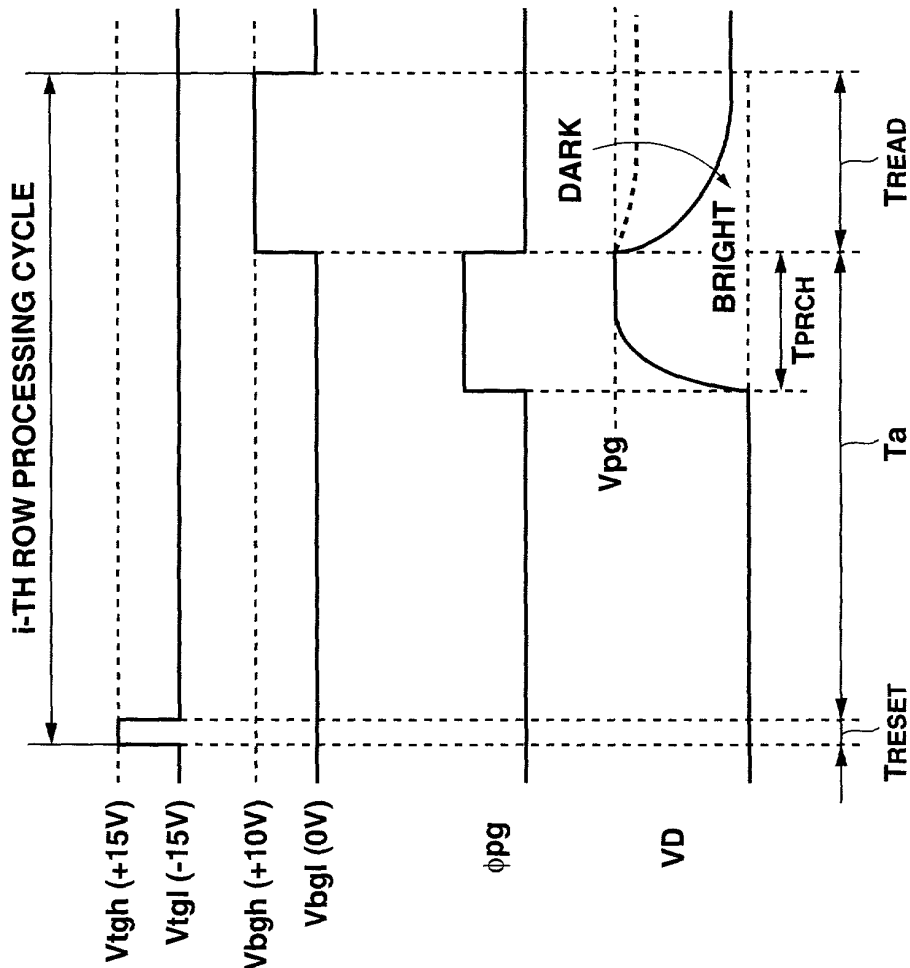 i-TH ROW PROCESSING CYCLE
Vtgh (+15V)
Vtgl (-15V)
Vbgh (+10V)
Vbgl (0V)
ϕpg
VD
Vpg
DARK
BRIGHT
TPRCH
TRESET
Ta
TREAD